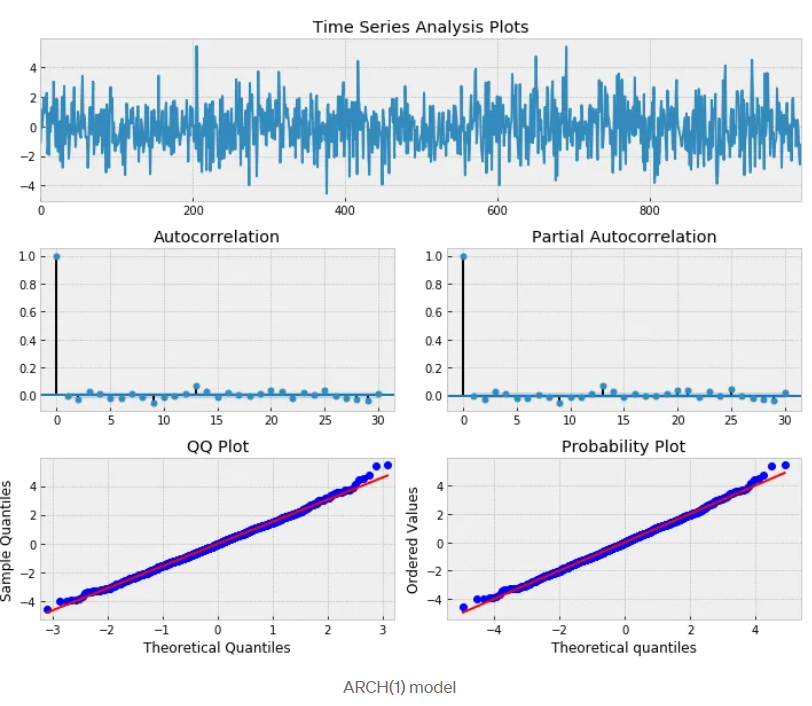 Time Series Analysis Plots
4
2
0
−2
−4
0 200 400 600 800
Autocorrelation Partial Autocorrelation
1.0 1.0
0.8 0.8
0.6 0.6
0.4 0.4
0.2 0.2
0.0 0.0
0 5 10 15 20 25 30 0 5 10 15 20 25 30
QQ Plot Probability Plot
Sample Quantiles
4
2
0
−2
−4
−3 −2 −1 0 1 2 3
Theoretical Quantiles
Ordered Values
4
2
0
−2
−4
−4 −2 0 2 4
Theoretical quantiles
ARCH(1) model